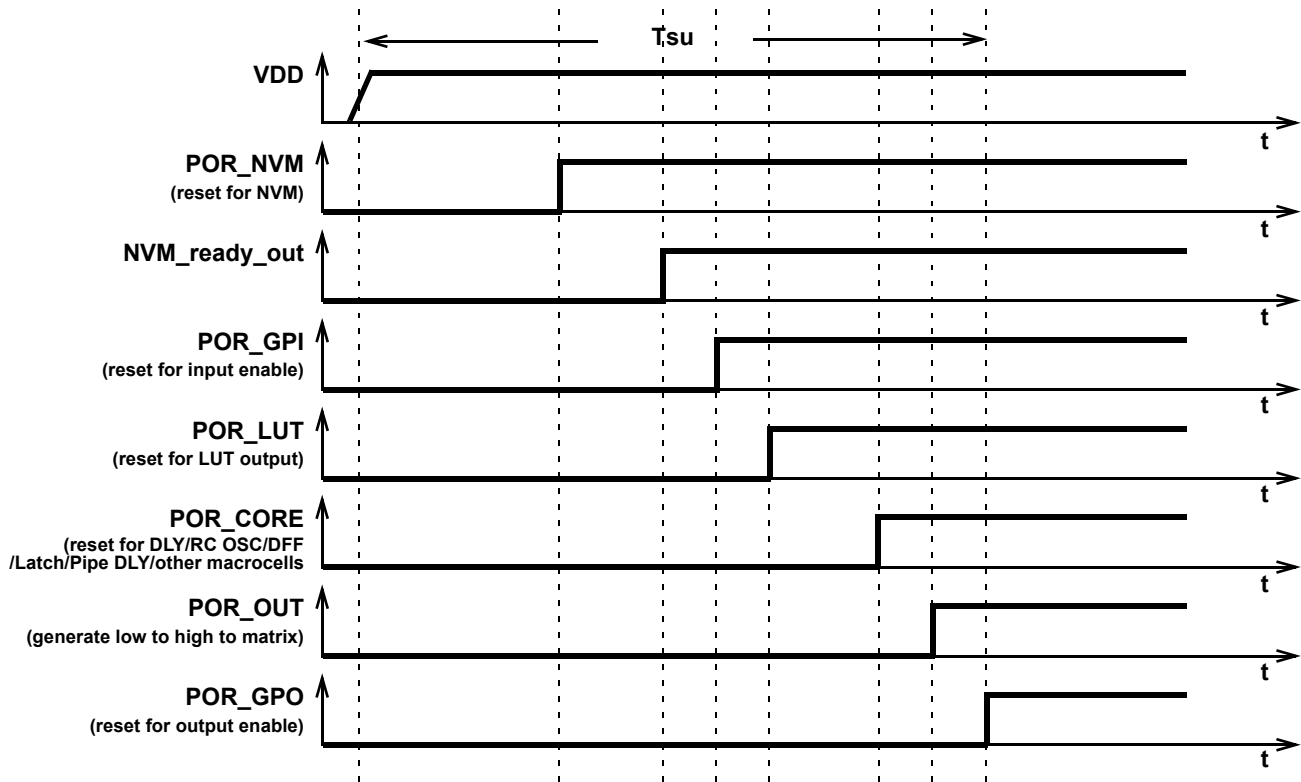 Tsu
VDD
t
POR_NVM
(reset for NVM)
t
NVM_ready_out
t
POR_GPI
(reset for input enable)
t
POR_LUT
(reset for LUT output)
t
POR_CORE
(reset for DLY/RC OSC/DFF
/Latch/Pipe DLY/other macrocells
t
POR_OUT
(generate low to high to matrix)
t
POR_GPO
(reset for output enable)
t